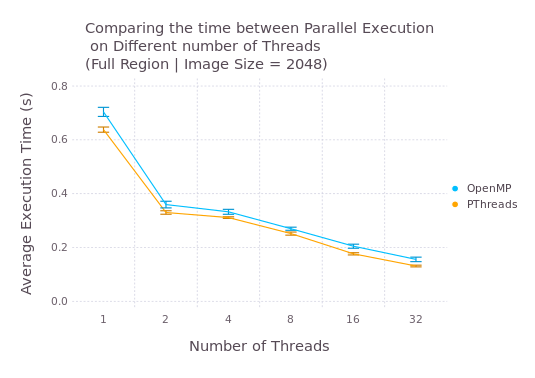 Comparing the time between Parallel Execution
on Different number of Threads
(Full Region | Image Size = 2048)
Average Execution Time (s)
0.8
0.6
0.4
0.2
0.0
1 2 4 8 16 32
Number of Threads
OpenMP
PThreads